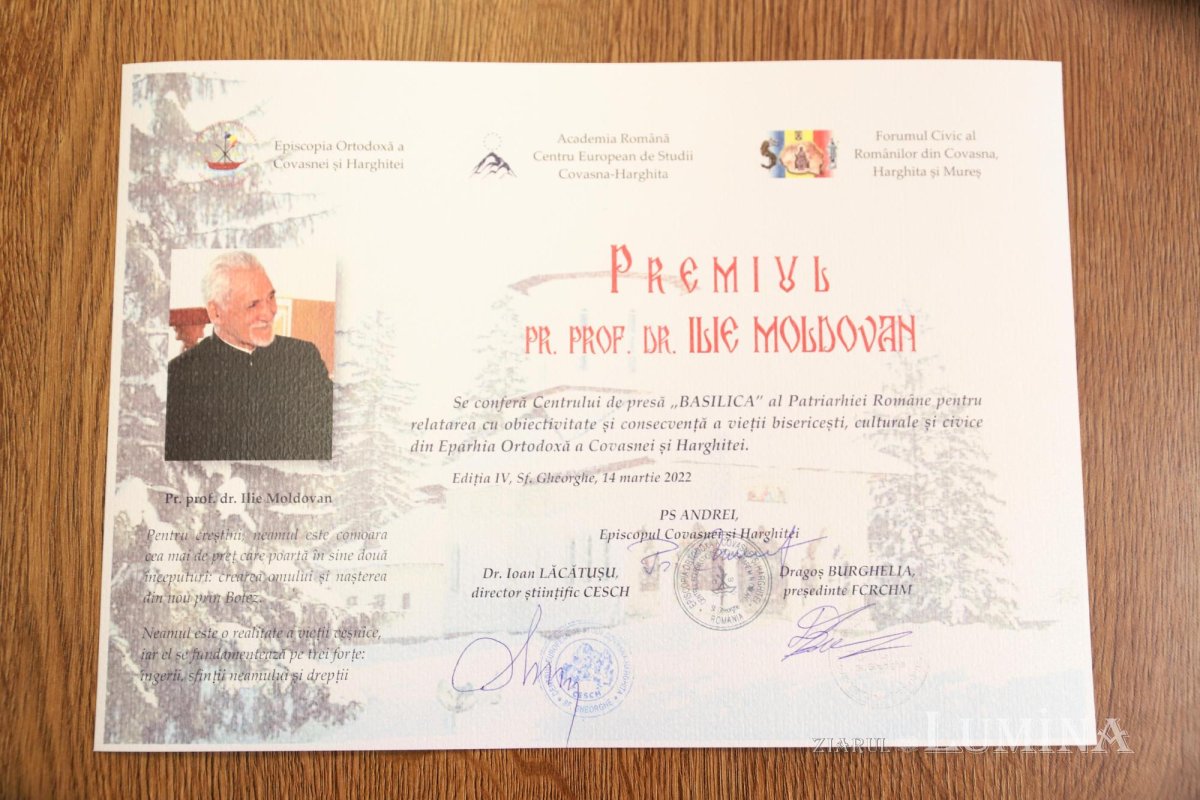 Episcopia Ortodoxă a
Covasnei și Harghitei
Academia Română
Centru European de Studii
Covasna-Harghita
Forumul Civic al
Românilor din Covasna,
Harghita și Mureș
PREMIUL
PR. PROF. DR. ILIE MOLDOVAN
Se conferă Centrului de presă „BASILICA” al Patriarhiei Române pentru
relatarea cu obiectivitate și consecvență a vieții bisericești, culturale și civice
din Eparhia Ortodoxă a Covasnei și Harghitei.
Ediția IV, Sf. Gheorghe, 14 martie 2022
Pr. prof. dr. Ilie Moldovan
Pentru creștini, neamul este comoara
cea mai de preț care poartă în sine două
începuturi: crearea omului și nașterea
din nou prin Botez.
Neamul este o realitate a vieții veșnice,
iar el se fundamentează pe trei forțe:
îngerii, sfinții neamului și drepții
PS ANDREI,
Episcopul Covasnei și Harghitei
Dr. Ioan LĂCĂTUȘU,
director științific CESCH
Dragoș BURGHELIA,
președinte FCRCHM
ROMANIA
CESCH
SF. GHEORGHE
ZIARUL LUMINA